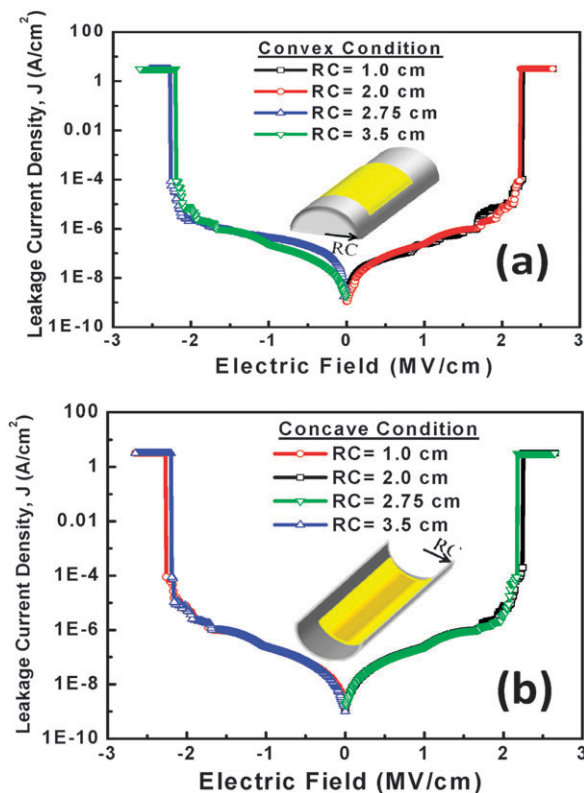 100
1
0.01
1E-4
1E-6
1E-8
1E-10
Leakage Current Density, J (A/cm²)
Convex Condition
RC= 1.0 cm
RC= 2.0 cm
RC= 2.75 cm
RC= 3.5 cm
RC
(a)
-3 -2 -1 0 1 2 3
Electric Field (MV/cm)
100
1
0.01
1E-4
1E-6
1E-8
1E-10
Leakage Current Density, J (A/cm²)
Concave Condition
RC= 1.0 cm
RC= 2.0 cm
RC= 2.75 cm
RC= 3.5 cm
RC
(b)
-3 -2 -1 0 1 2 3
Electric Field (MV/cm)